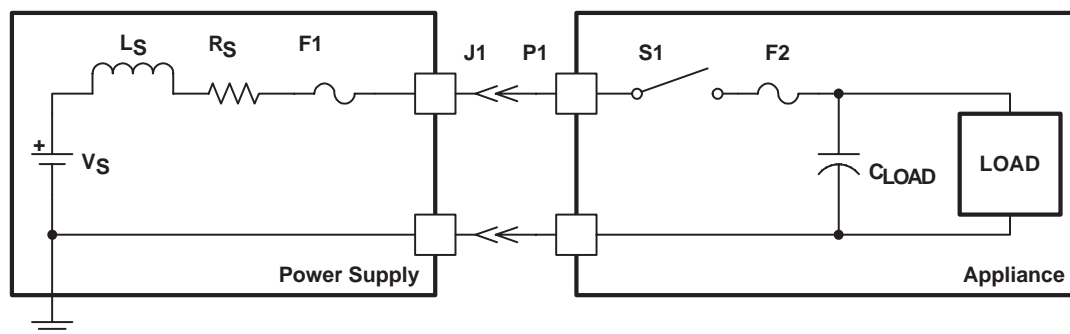 LS
RS
F1
J1
P1
S1
F2
+
VS
CLOAD
LOAD
Power Supply
Appliance